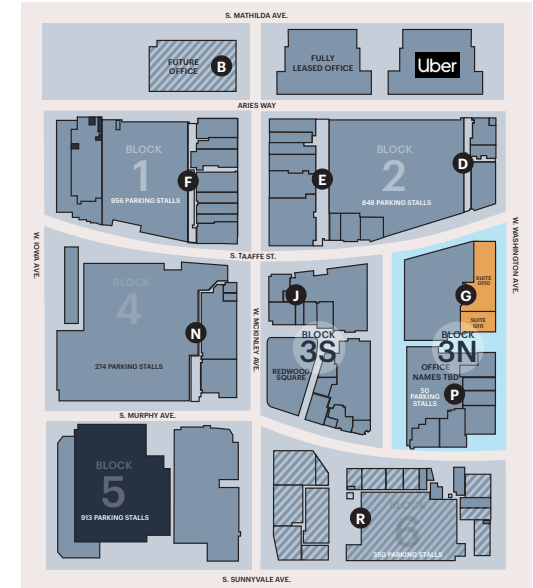 S. MATHILDA AVE.
FUTURE
OFFICE
B
FULLY
LEASED OFFICE
Uber
ARIES WAY
BLOCK
1
956 PARKING STALLS
F
E
BLOCK
2
848 PARKING STALLS
D
W. IOWA AVE.
W. WASHINGTON AVE.
S. TAAFFE ST.
BLOCK
4
274 PARKING STALLS
N
W. MCKINLEY AVE.
J
BLOCK
3S
REDWOOD
SQUARE
SUITE
G110
G
SUITE
G111
BLOCK
3N
OFFICE
NAMES TBD
50
PARKING
STALLS
P
S. MURPHY AVE.
BLOCK
5
913 PARKING STALLS
R
BLOCK
6
350 PARKING STALLS
S. SUNNYVALE AVE.